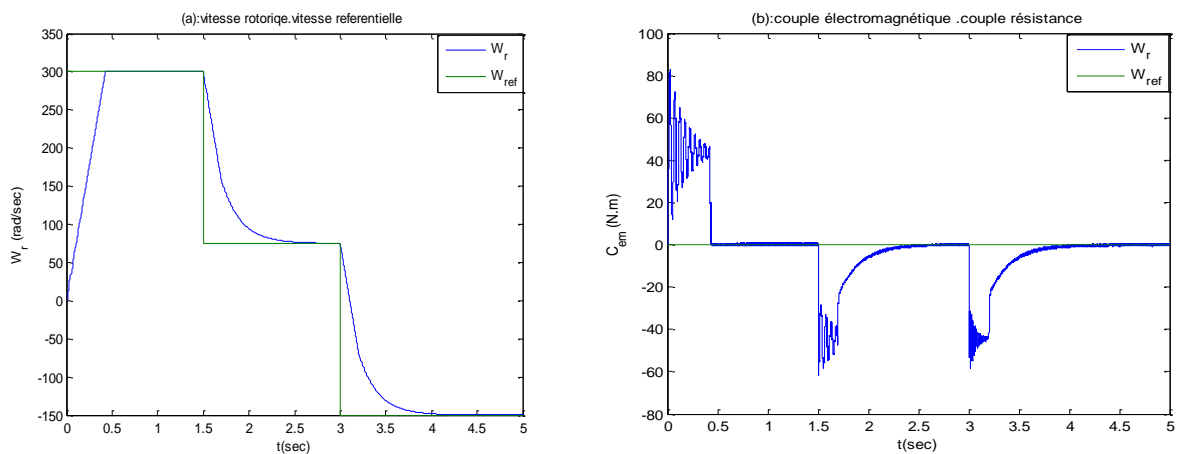 (a):vitesse rotoriqe.vitesse referentielle
350
300
250
200
150
100
50
0
-50
-100
-150
W_r (rad/sec)
W_r
W_ref
0 0.5 1 1.5 2 2.5 3 3.5 4 4.5 5
t(sec)
(b):couple électromagnétique .couple résistance
100
80
60
40
20
0
-20
-40
-60
-80
C_em (N.m)
W_r
W_ref
0 0.5 1 1.5 2 2.5 3 3.5 4 4.5 5
t(sec)